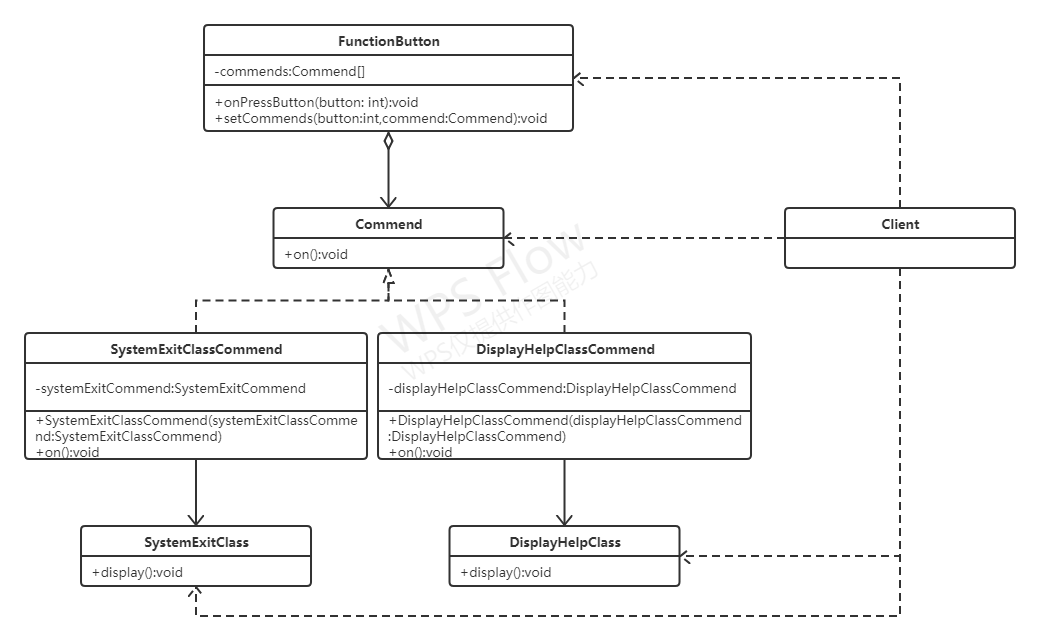 FunctionButton
-commends:Commend[]
+onPressButton(button: int):void
+setCommends(button:int,commend:Commend):void
Commend
+on():void
Client
WPS Flow
WPS仅提供作图能力
SystemExitClassCommend
-systemExitCommend:SystemExitCommend
+SystemExitClassCommend(systemExitClassComme
nd:SystemExitClassCommend)
+on():void
DisplayHelpClassCommend
-displayHelpClassCommend:DisplayHelpClassCommend
+DisplayHelpClassCommend(displayHelpClassCommend
:DisplayHelpClassCommend)
+on():void
SystemExitClass
+display():void
DisplayHelpClass
+display():void